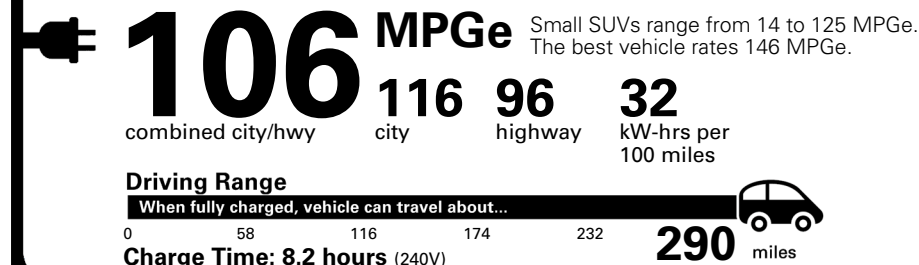 106 MPGe
Small SUVs range from 14 to 125 MPGe.
The best vehicle rates 146 MPGe.
combined city/hwy
116
city
96
highway
32
kW-hrs per
100 miles
Driving Range
When fully charged, vehicle can travel about...
0 58 116 174 232 290 miles
Charge Time: 8.2 hours (240V)